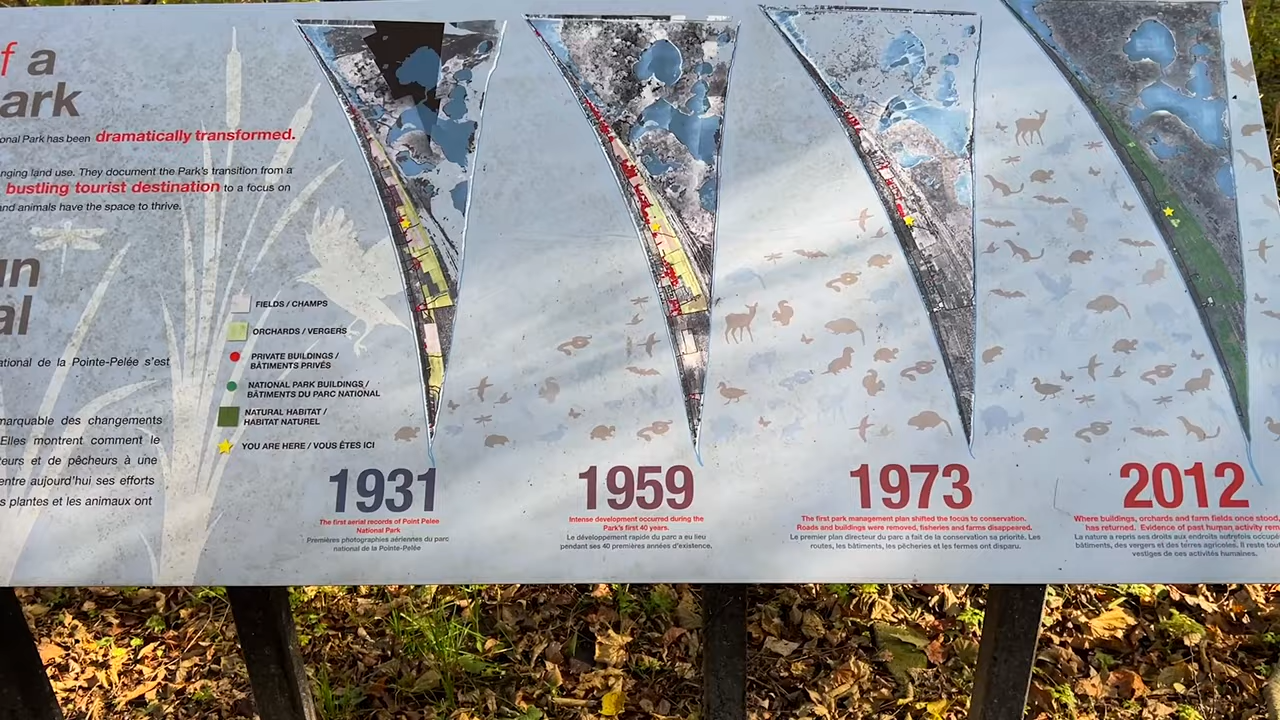 f a
ark
onal Park has been dramatically transformed.
nging land use. They document the Park's transition from a
bustling tourist destination to a focus on
and animals have the space to thrive.
un
al
ational de la Pointe-Pelée s'est
marquable des changements
Elles montrent comment le
teurs et de pêcheurs à une
entre aujourd'hui ses efforts
s plantes et les animaux ont
FIELDS / CHAMPS
ORCHARDS / VERGERS
PRIVATE BUILDINGS /
BÂTIMENTS PRIVÉS
NATIONAL PARK BUILDINGS /
BÂTIMENTS DU PARC NATIONAL
NATURAL HABITAT /
HABITAT NATUREL
YOU ARE HERE / VOUS ÊTES ICI
1931
The first aerial records of Point Pelee
National Park
Premières photographies aériennes du parc
national de la Pointe-Pelée
1959
Intense development occurred during the
Park's first 40 years.
Le développement rapide du parc a eu lieu
pendant ses 40 premières années d'existence.
1973
The first park management plan shifted the focus to conservation.
Roads and buildings were removed, fisheries and farms disappeared.
Le premier plan directeur du parc a fait de la conservation sa priorité. Les
routes, les bâtiments, les pêcheries et les fermes ont disparu.
2012
Where buildings, orchards and farm fields once stood,
has returned. Evidence of past human activity rem
La nature a repris ses droits aux endroits autrefois occupé
bâtiments, des vergers et des terres agricoles. Il reste tout
vestiges de ces activités humaines.